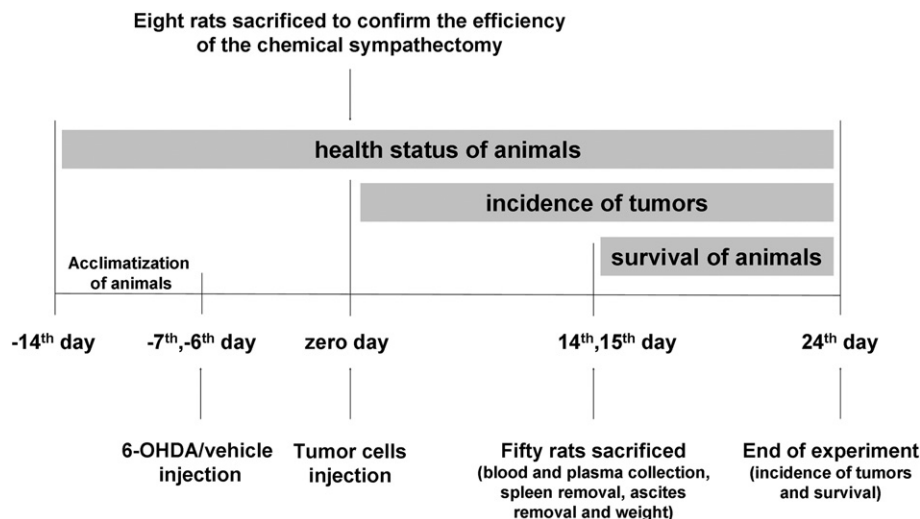 Eight rats sacrificed to confirm the efficiency
of the chemical sympathectomy
health status of animals
incidence of tumors
survival of animals
Acclimatization
of animals
-14th day
-7th,-6th day
zero day
14th,15th day
24th day
6-OHDA/vehicle
injection
Tumor cells
injection
Fifty rats sacrificed
(blood and plasma collection,
spleen removal, ascites
removal and weight)
End of experiment
(incidence of tumors
and survival)